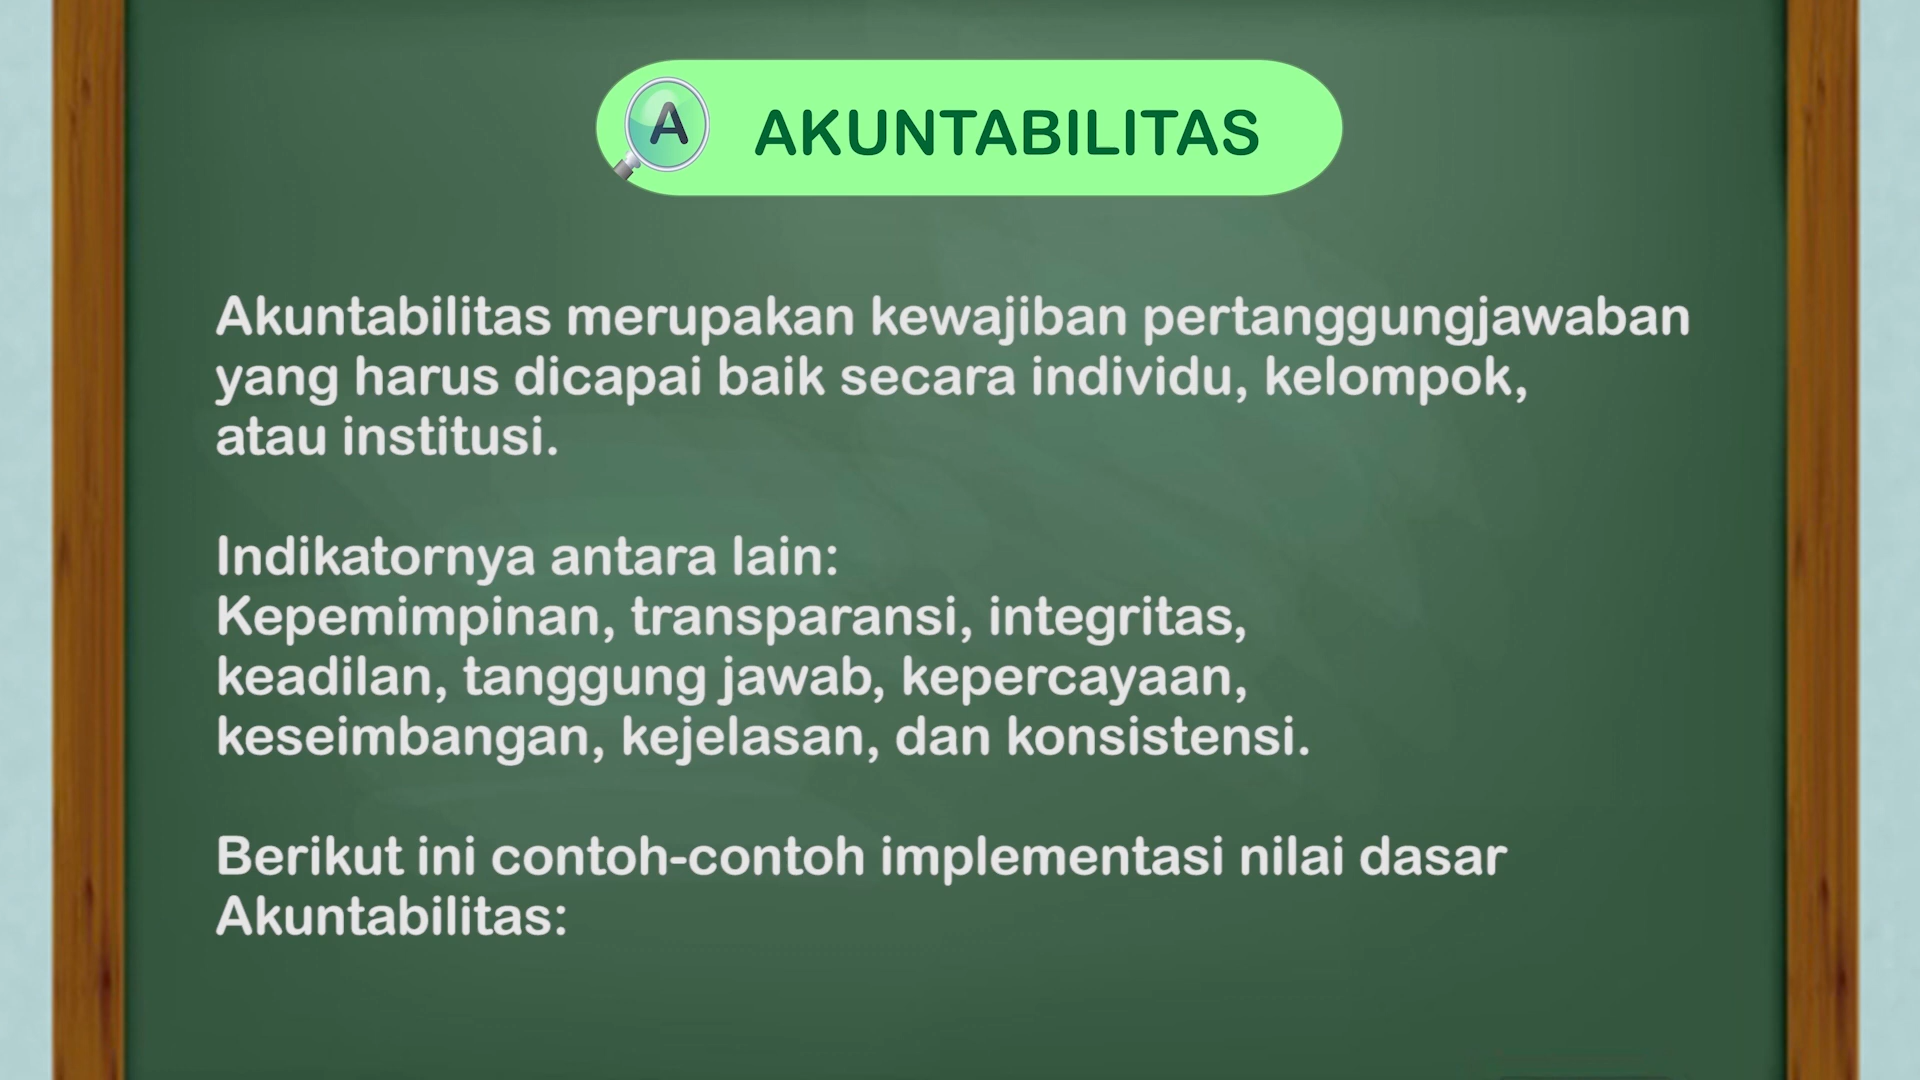 A
AKUNTABILITAS
Akuntabilitas merupakan kewajiban pertanggungjawaban
yang harus dicapai baik secara individu, kelompok,
atau institusi.
Indikatornya antara lain:
Kepemimpinan, transparansi, integritas,
keadilan, tanggung jawab, kepercayaan,
keseimbangan, kejelasan, dan konsistensi.
Berikut ini contoh-contoh implementasi nilai dasar
Akuntabilitas: